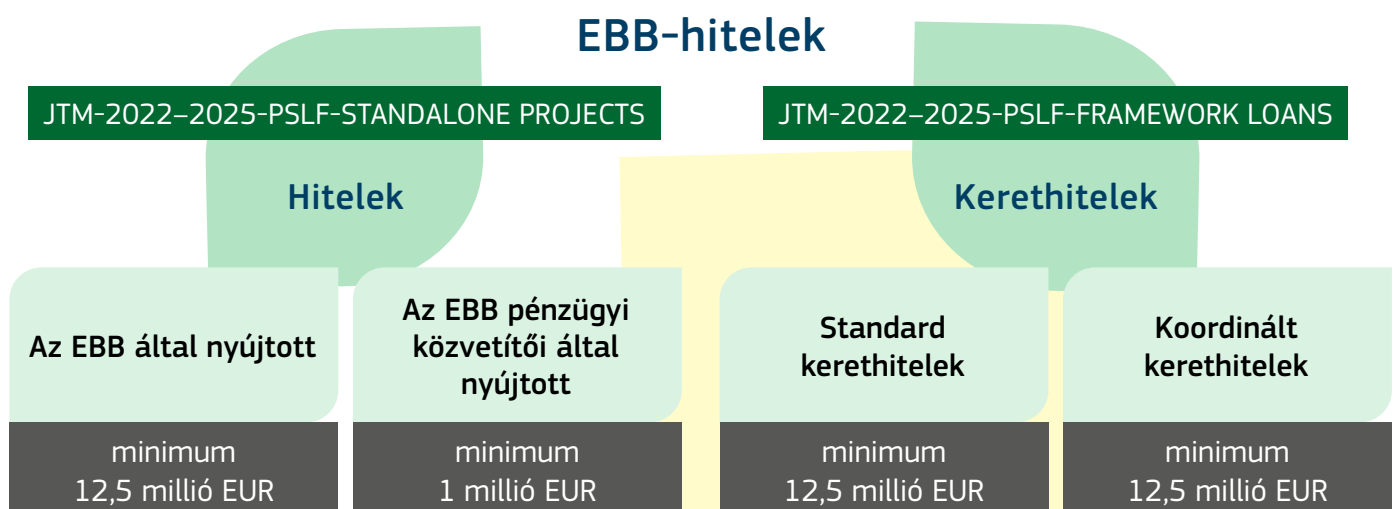 EBB-hitelek
JTM-2022–2025-PSLF-STANDALONE PROJECTS
JTM-2022–2025-PSLF-FRAMEWORK LOANS
Hitelek
Kerethitelek
Az EBB által nyújtott
Az EBB pénzügyi
közvetítői által
nyújtott
Standard
kerethitelek
Koordinált
kerethitelek
minimum
12,5 millió EUR
minimum
1 millió EUR
minimum
12,5 millió EUR
minimum
12,5 millió EUR